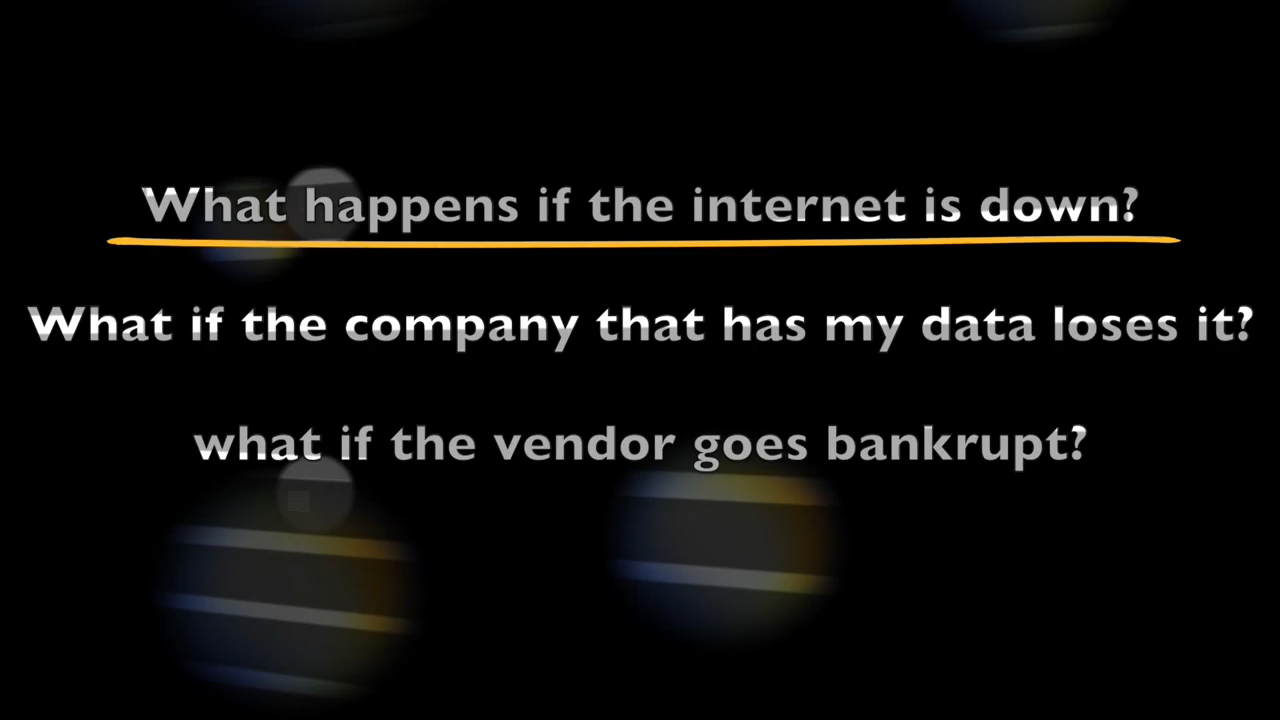 What happens if the internet is down?
What if the company that has my data loses it?
what if the vendor goes bankrupt?